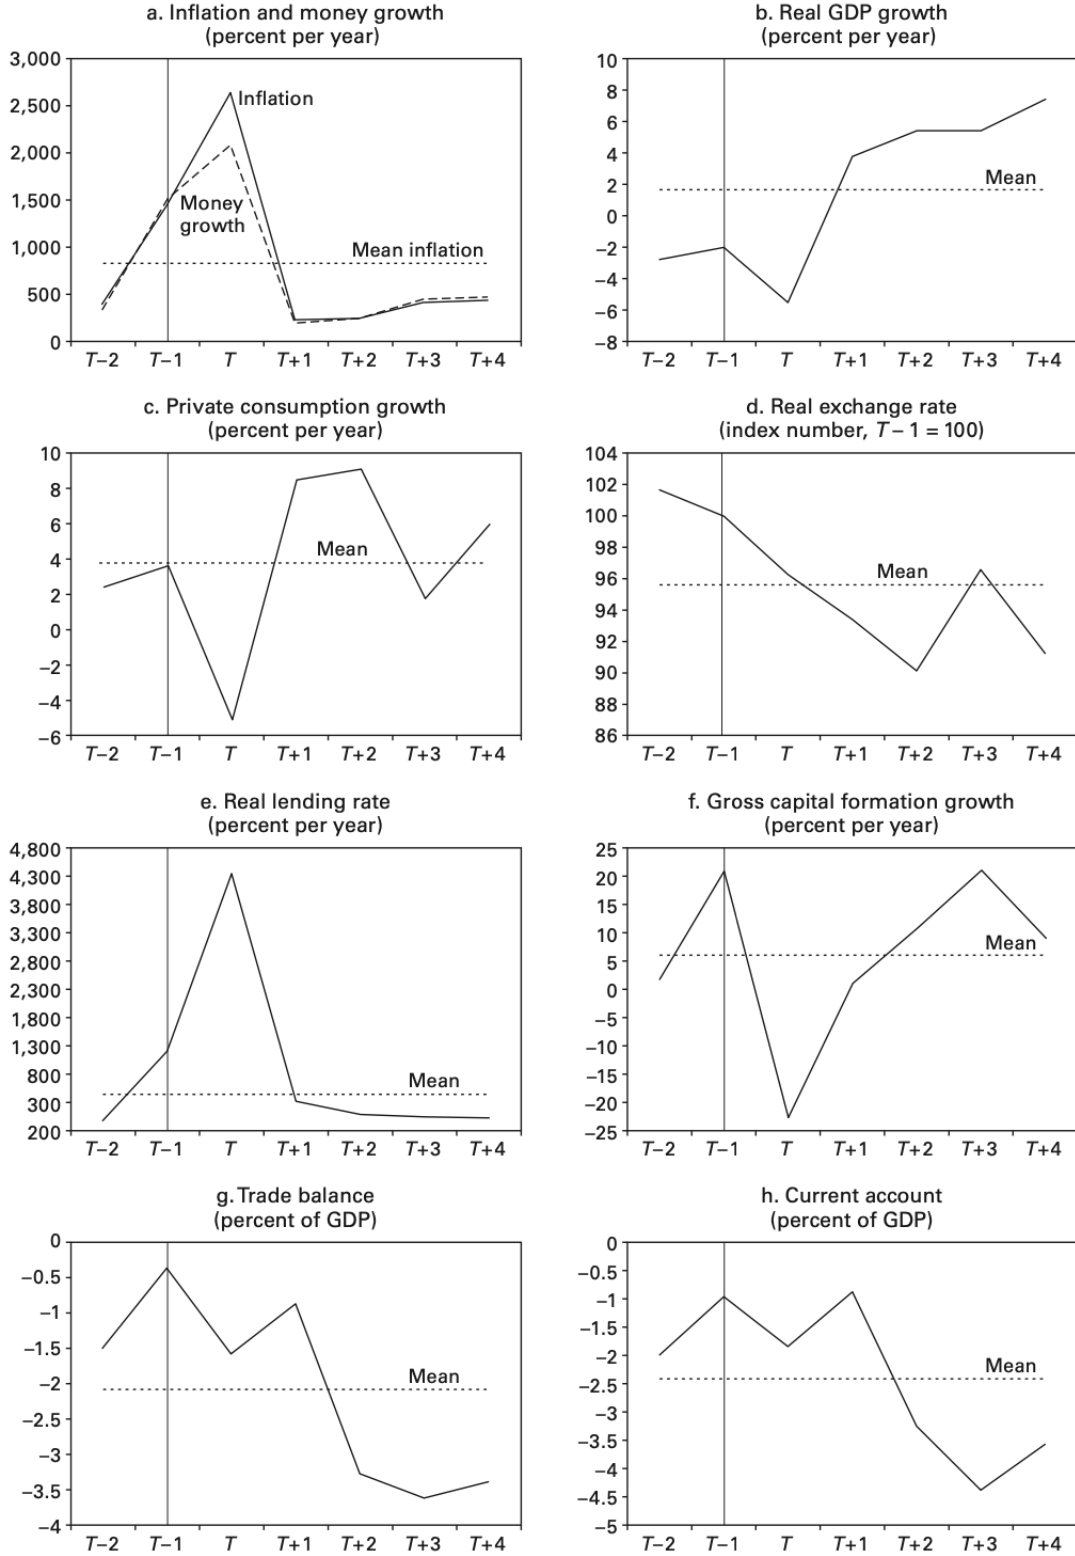 a. Inflation and money growth
(percent per year)
3,000
2,500
2,000
1,500
1,000
500
0
Inflation
Money
growth
Mean inflation
T−2 T−1 T T+1 T+2 T+3 T+4
b. Real GDP growth
(percent per year)
10
8
6
4
2
0
−2
−4
−6
−8
Mean
T−2 T−1 T T+1 T+2 T+3 T+4
c. Private consumption growth
(percent per year)
10
8
6
4
2
0
−2
−4
−6
Mean
T−2 T−1 T T+1 T+2 T+3 T+4
d. Real exchange rate
(index number, T − 1 = 100)
104
102
100
98
96
94
92
90
88
86
Mean
T−2 T−1 T T+1 T+2 T+3 T+4
e. Real lending rate
(percent per year)
4,800
4,300
3,800
3,300
2,800
2,300
1,800
1,300
800
300
200
Mean
T−2 T−1 T T+1 T+2 T+3 T+4
f. Gross capital formation growth
(percent per year)
25
20
15
10
5
0
−5
−10
−15
−20
−25
Mean
T−2 T−1 T T+1 T+2 T+3 T+4
g. Trade balance
(percent of GDP)
0
−0.5
−1
−1.5
−2
−2.5
−3
−3.5
−4
Mean
T−2 T−1 T T+1 T+2 T+3 T+4
h. Current account
(percent of GDP)
0
−0.5
−1
−1.5
−2
−2.5
−3
−3.5
−4
−4.5
−5
Mean
T−2 T−1 T T+1 T+2 T+3 T+4